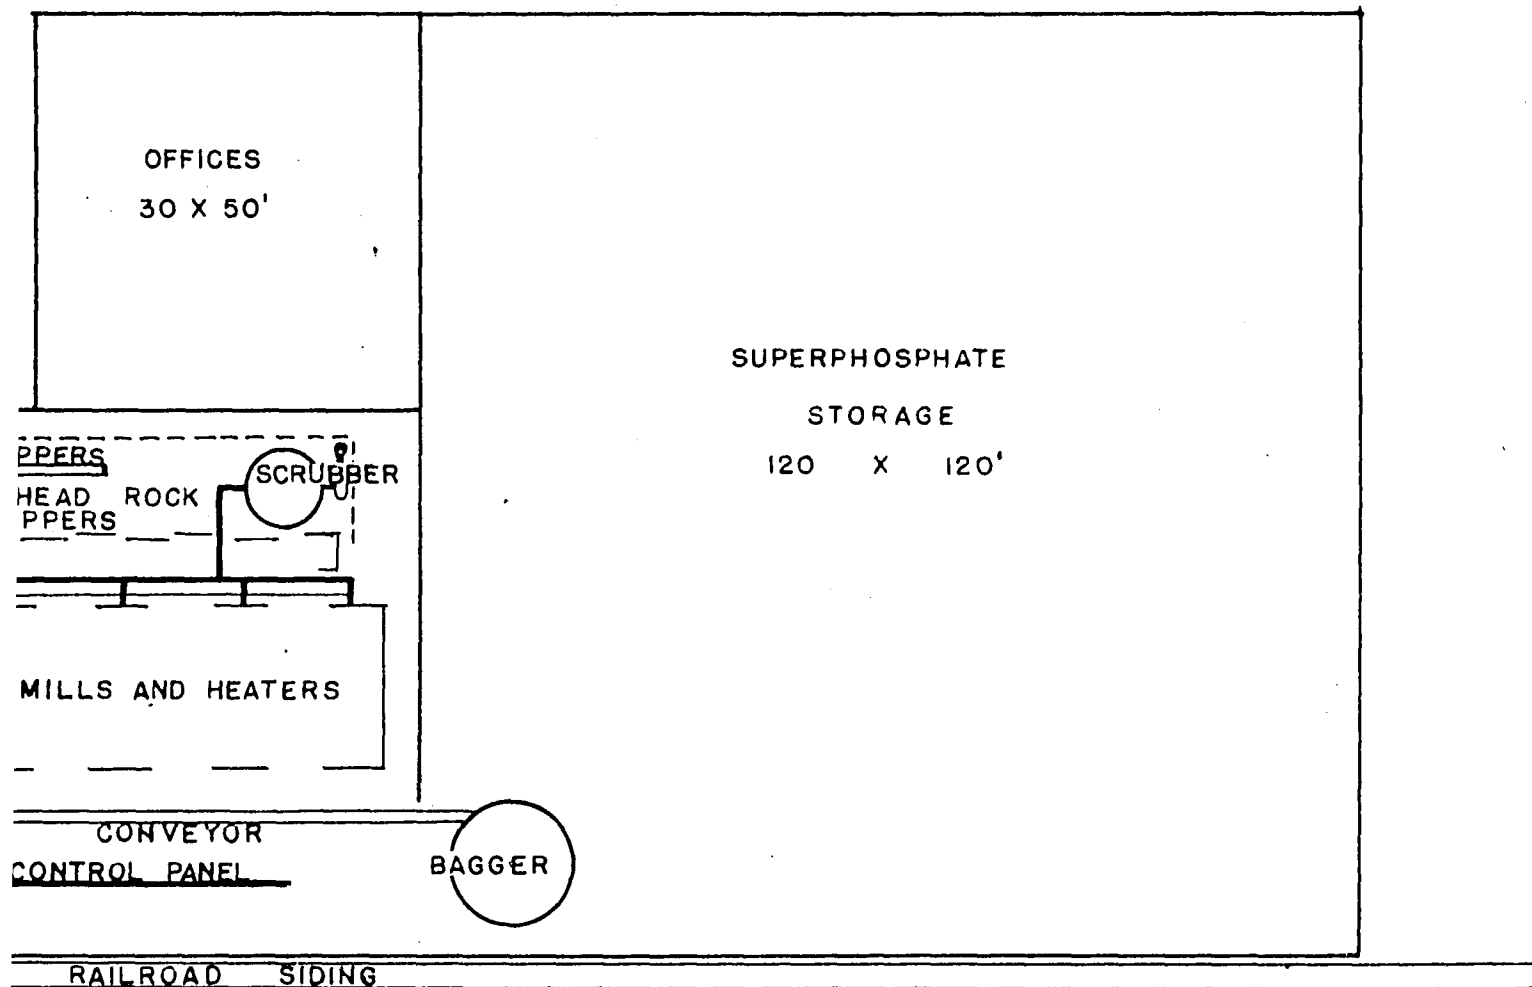 OFFICES
30 X 50'
SUPERPHOSPHATE
STORAGE
120 X 120'
PPERS
SCRUBBER
HEAD ROCK
PPERS
MILLS AND HEATERS
CONVEYOR
CONTROL PANEL
BAGGER
RAILROAD SIDING